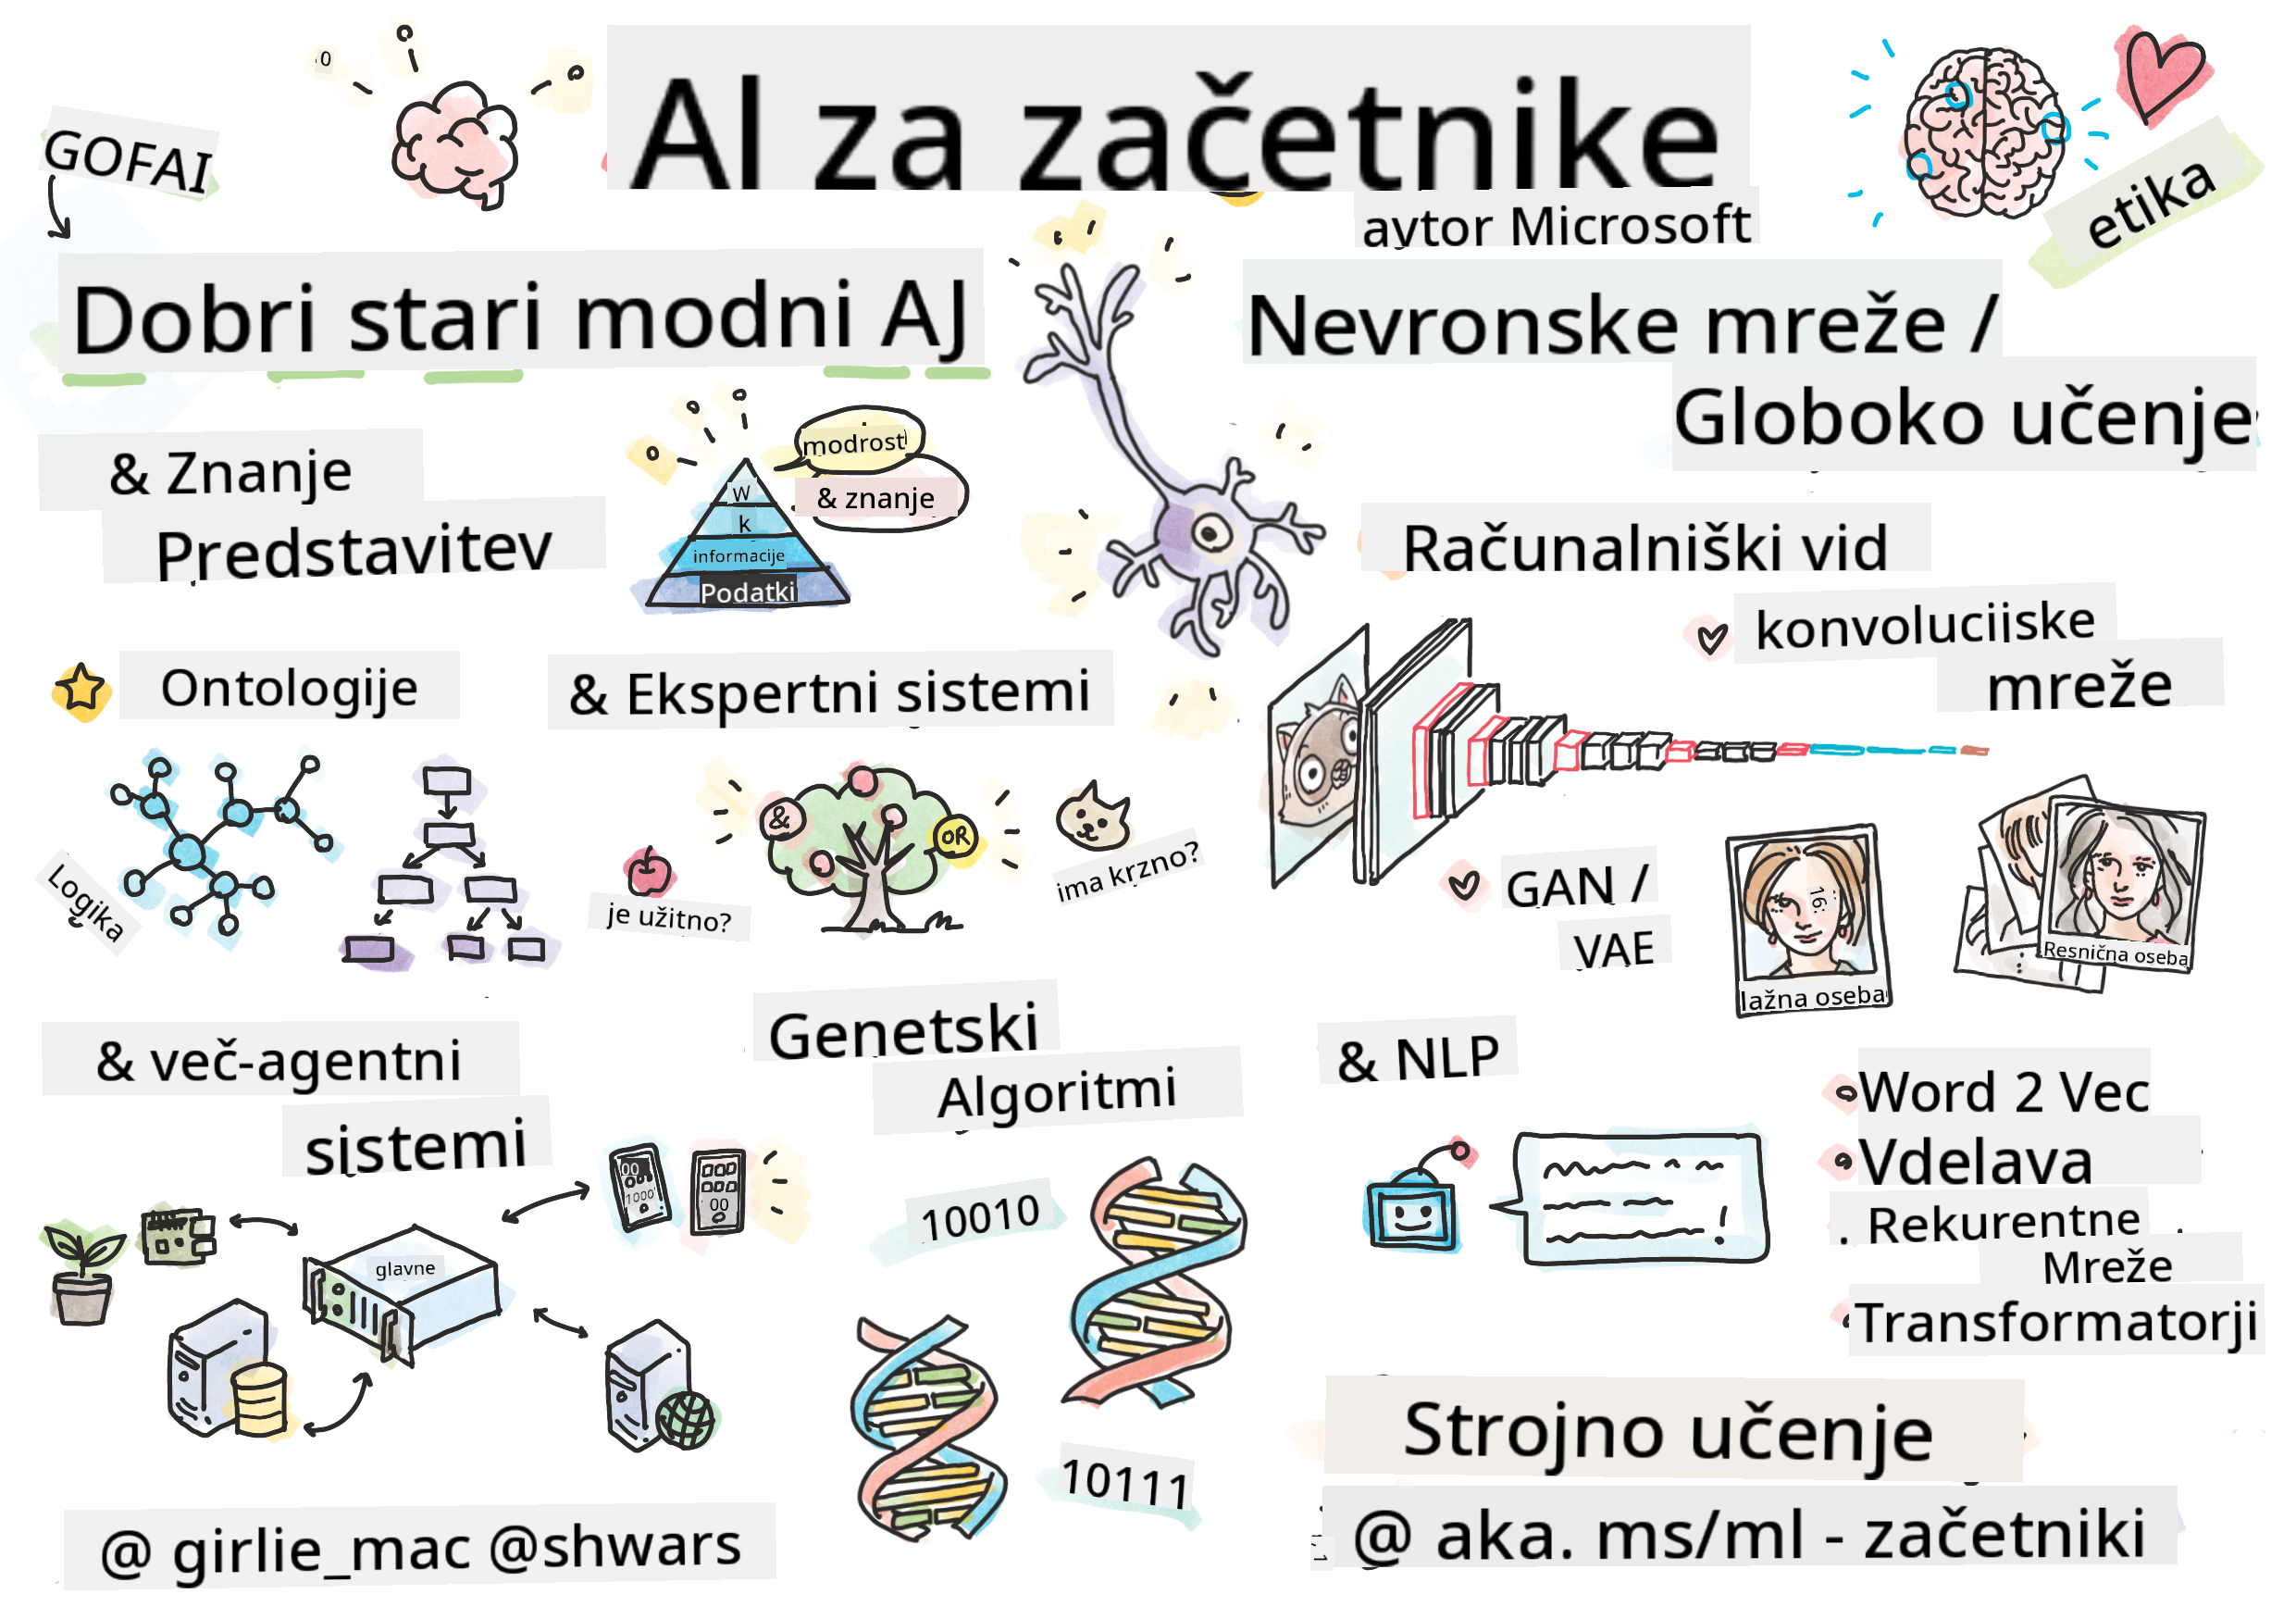 AI za začetnike
avtor Microsoft
GOFAI
etika
Dobri stari modni AJ
Nevronske mreže /
Globoko učenje
& Znanje
Predstavitev
modrost
& znanje
W
k
informacije
Podatki
Računalniški vid
konvolucijske
mreže
Ontologije
& Ekspertni sistemi
Logika
&
OR
je užitno?
ima krzno?
GAN /
VAE
lažna oseba
Resnična oseba
& več-agentni
sistemi
Genetski
Algoritmi
& NLP
Word 2 Vec
Vdelava
Rekurentne
Mreže
Transformatorji
glavne
10010
10111
Strojno učenje
@ aka. ms/ml - začetniki
@ girlie_mac @shwars